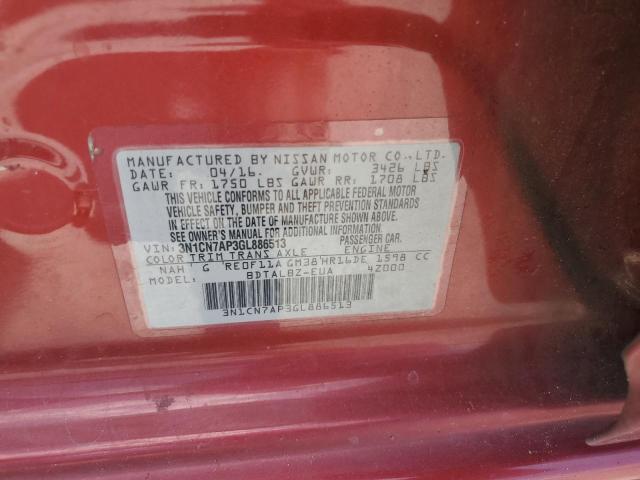 MANUFACTURED BY NISSAN MOTOR CO.,LTD.
DATE: 04/16. GVWR: 3426 LBS
GAWR FR: 1750 LBS GAWR RR: 1708 LBS
THIS VEHICLE CONFORMS TO ALL APPLICABLE FEDERAL MOTOR
VEHICLE SAFETY, BUMPER AND THEFT PREVENTION STANDARDS
IN EFFECT ON THE DATE OF MANUFACTURE SHOWN ABOVE.
SEE OWNER'S MANUAL FOR FURTHER INFORMATION.
VIN: 3N1CN7AP3GL886513 PASSENGER CAR.
COLOR TRIM TRANS AXLE ENGINE
NAH G RE0F11A GM38 HR16DE 1598 CC
MODEL: BDTALBZ-EUA 4Z000
3N1CN7AP3GL886513